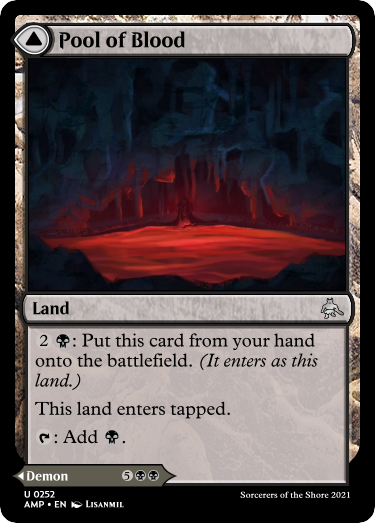 Pool of Blood
Land
2 : Put this card from your hand
onto the battlefield. (It enters as this
land.)
This land enters tapped.
: Add .
Demon 5
U 0252
AMP • EN Lisanmil
Sorcerers of the Shore 2021